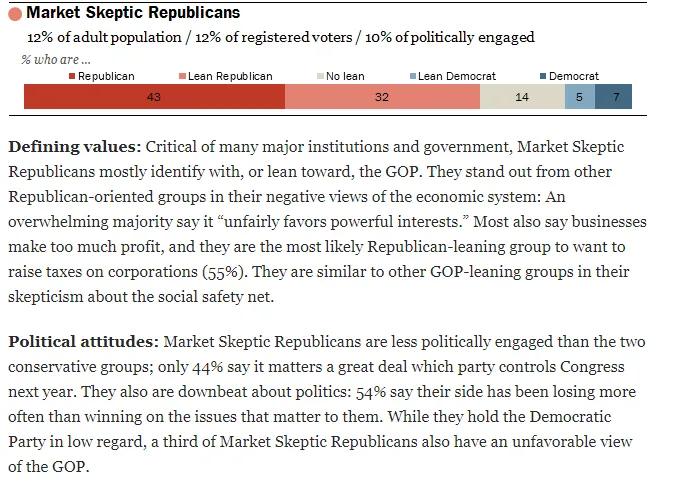 Market Skeptic Republicans
12% of adult population / 12% of registered voters / 10% of politically engaged
% who are ...
Republican Lean Republican No lean Lean Democrat Democrat
43 32 14 5 7
Defining values: Critical of many major institutions and government, Market Skeptic
Republicans mostly identify with, or lean toward, the GOP. They stand out from other
Republican-oriented groups in their negative views of the economic system: An
overwhelming majority say it “unfairly favors powerful interests.” Most also say businesses
make too much profit, and they are the most likely Republican-leaning group to want to
raise taxes on corporations (55%). They are similar to other GOP-leaning groups in their
skepticism about the social safety net.
Political attitudes: Market Skeptic Republicans are less politically engaged than the two
conservative groups; only 44% say it matters a great deal which party controls Congress
next year. They also are downbeat about politics: 54% say their side has been losing more
often than winning on the issues that matter to them. While they hold the Democratic
Party in low regard, a third of Market Skeptic Republicans also have an unfavorable view
of the GOP.